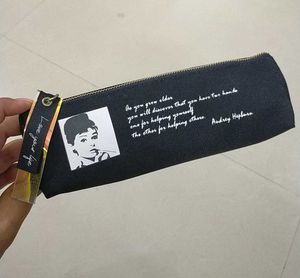 As you grow older
you will discover that you have two hands
one for helping yourself
the other for helping others.
Audrey Hepburn